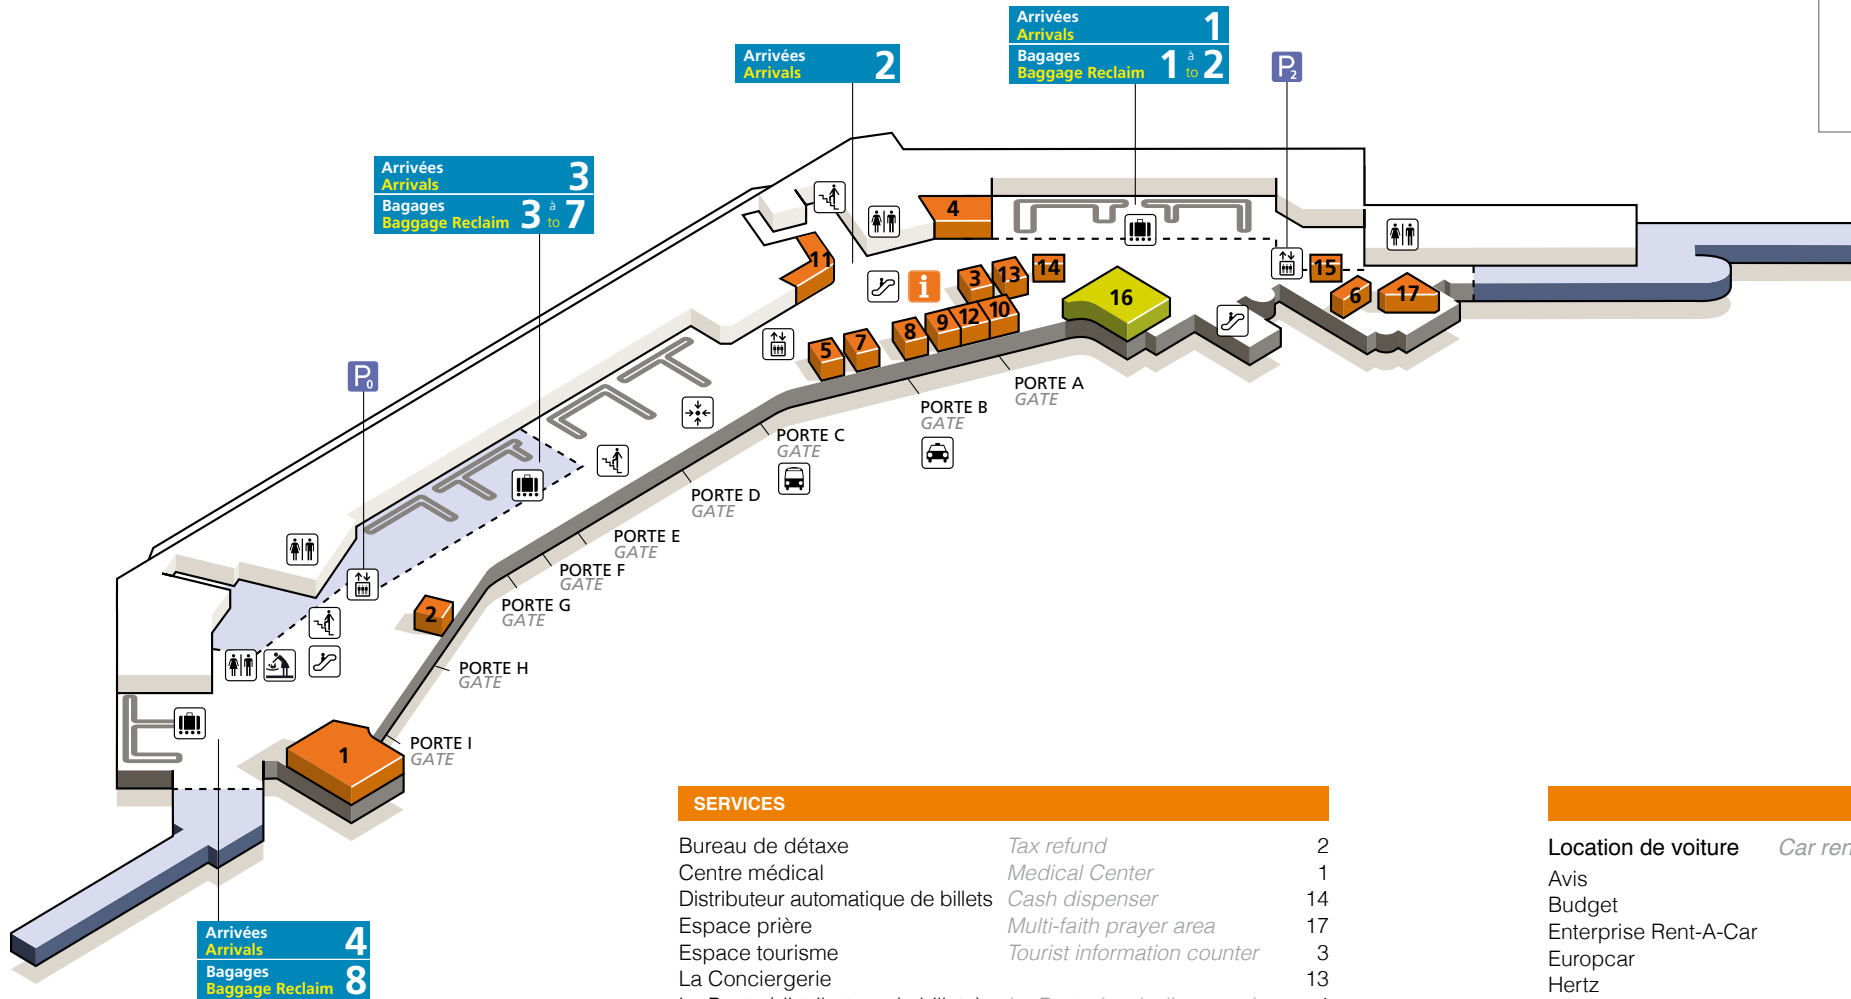 Arrivées 1
Arrivals
Bagages 1 à 2
Baggage Reclaim to
Arrivées 2
Arrivals
P2
Arrivées 3
Arrivals
Bagages 3 à 7
Baggage Reclaim to
4
11
3
13
14
15
16
6
17
i
5
7
8
9
12
10
P0
PORTE A
GATE
PORTE B
GATE
PORTE C
GATE
PORTE D
GATE
PORTE E
GATE
PORTE F
GATE
PORTE G
GATE
2
PORTE H
GATE
PORTE I
GATE
1
Arrivées 4
Arrivals
Bagages 8
Baggage Reclaim
SERVICES
Bureau de détaxe Tax refund 2
Centre médical Medical Center 1
Distributeur automatique de billets Cash dispenser 14
Espace prière Multi-faith prayer area 17
Espace tourisme Tourist information counter 3
La Conciergerie 13
Location de voiture Car ren
Avis
Budget
Enterprise Rent-A-Car
Europcar
Hertz